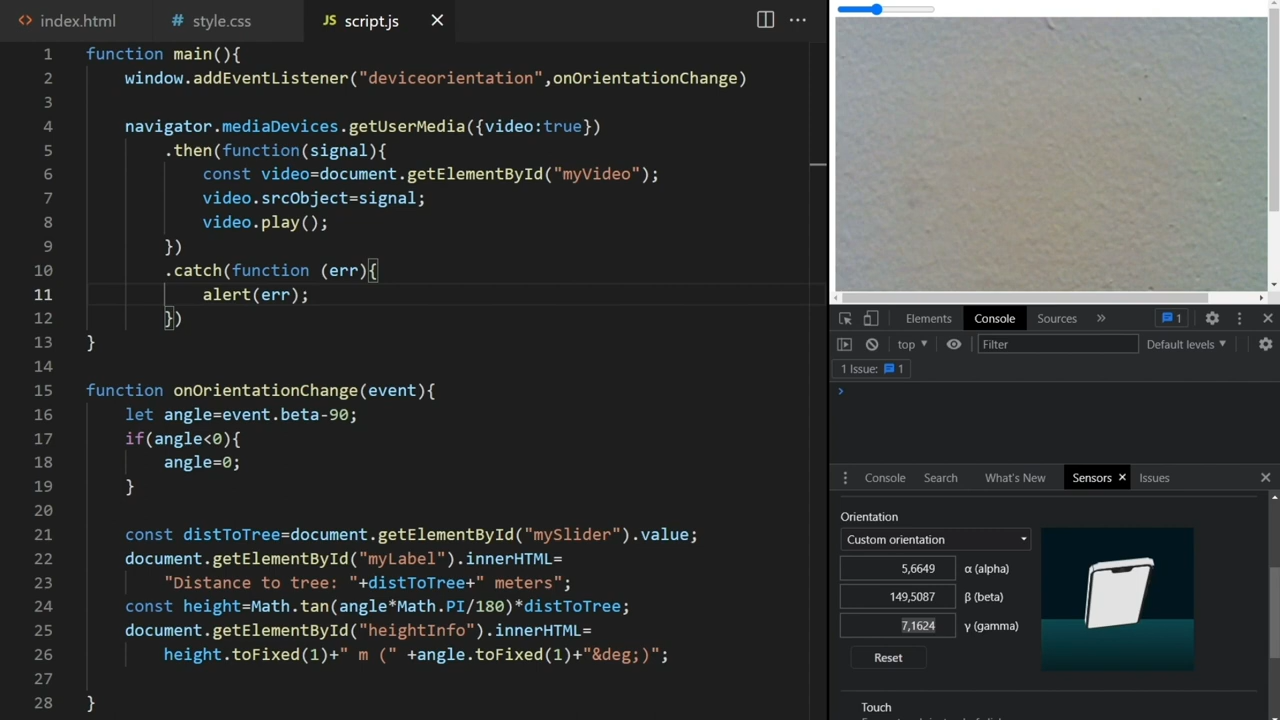 index.html
style.css
JS script.js
1 function main(){
2 window.addEventListener("deviceorientation",onOrientationChange)
3
4 navigator.mediaDevices.getUserMedia({video:true})
5 .then(function(signal){
6 const video=document.getElementById("myVideo");
7 video.srcObject=signal;
8 video.play();
9 })
10 .catch(function (err){
11 alert(err);
12 })
13 }
14
15 function onOrientationChange(event){
16 let angle=event.beta-90;
17 if(angle<0){
18 angle=0;
19 }
20
21 const distToTree=document.getElementById("mySlider").value;
22 document.getElementById("myLabel").innerHTML=
23 "Distance to tree: "+distToTree+" meters";
24 const height=Math.tan(angle*Math.PI/180)*distToTree;
25 document.getElementById("heightInfo").innerHTML=
26 height.toFixed(1)+" m (" +angle.toFixed(1)+"&deg;)";
27
28 }
Elements Console Sources » 1
top Filter Default levels
1 Issue: 1
Console Search What's New Sensors Issues
Orientation
Custom orientation
5,6649 α (alpha)
149,5087 β (beta)
7,1624 γ (gamma)
Reset
Touch